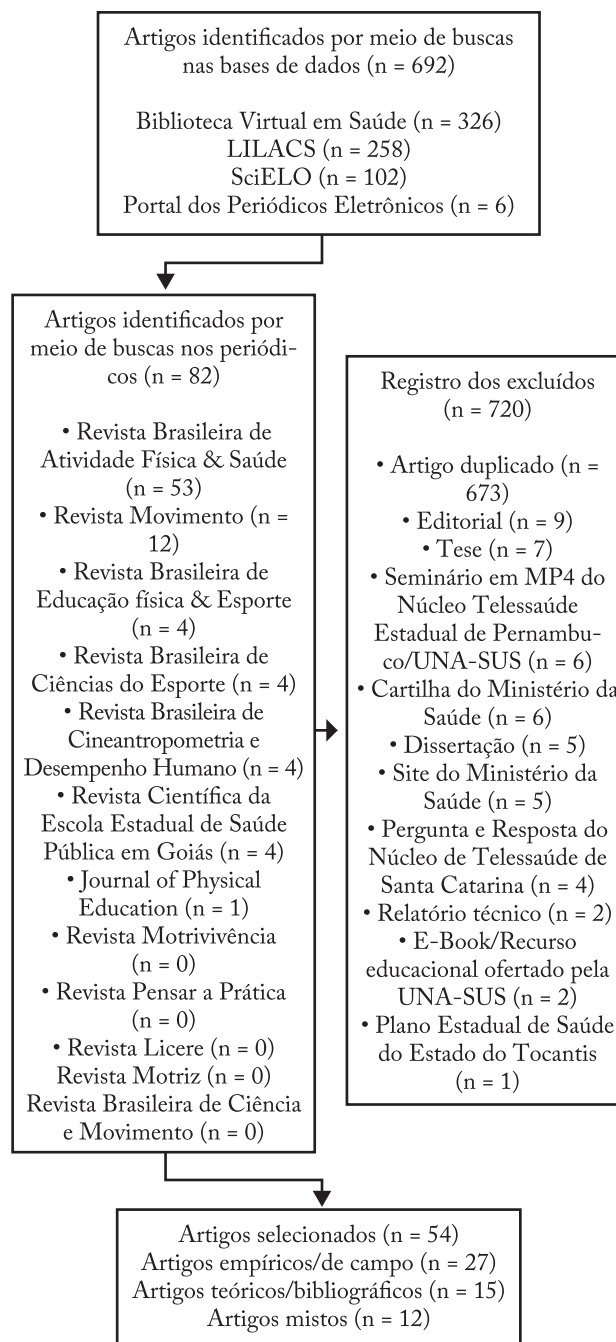 Artigos identificados por meio de buscas
nas bases de dados (n = 692)
Biblioteca Virtual em Saúde (n = 326)
LILACS (n = 258)
SciELO (n = 102)
Portal dos Periódicos Eletrônicos (n = 6)
Artigos identificados por
meio de buscas nos periódi-
cos (n = 82)
• Revista Brasileira de
Atividade Física & Saúde
(n = 53)
• Revista Movimento (n =
12)
• Revista Brasileira de
Educação física & Esporte
(n = 4)
• Revista Brasileira de
Ciências do Esporte (n = 4)
• Revista Brasileira de
Cineantropometria e
Desempenho Humano (n = 4)
• Revista Científica da
Escola Estadual de Saúde
Pública em Goiás (n = 4)
• Journal of Physical
Education (n = 1)
• Revista Motrivivência
(n = 0)
• Revista Pensar a Prática
(n = 0)
• Revista Licere (n = 0)
Revista Motriz (n = 0)
Revista Brasileira de Ciência
e Movimento (n = 0)
Registro dos excluídos
(n = 720)
• Artigo duplicado (n =
673)
• Editorial (n = 9)
• Tese (n = 7)
• Seminário em MP4 do
Núcleo Telessaúde
Estadual de Pernambu-
co/UNA-SUS (n = 6)
• Cartilha do Ministério da
Saúde (n = 6)
• Dissertação (n = 5)
• Site do Ministério da
Saúde (n = 5)
• Pergunta e Resposta do
Núcleo de Telessaúde de
Santa Catarina (n = 4)
• Relatório técnico (n = 2)
• E-Book/Recurso
educacional ofertado pela
UNA-SUS (n = 2)
• Plano Estadual de Saúde
do Estado do Tocantis
(n = 1)
Artigos selecionados (n = 54)
Artigos empíricos/de campo (n = 27)
Artigos teóricos/bibliográficos (n = 15)
Artigos mistos (n = 12)